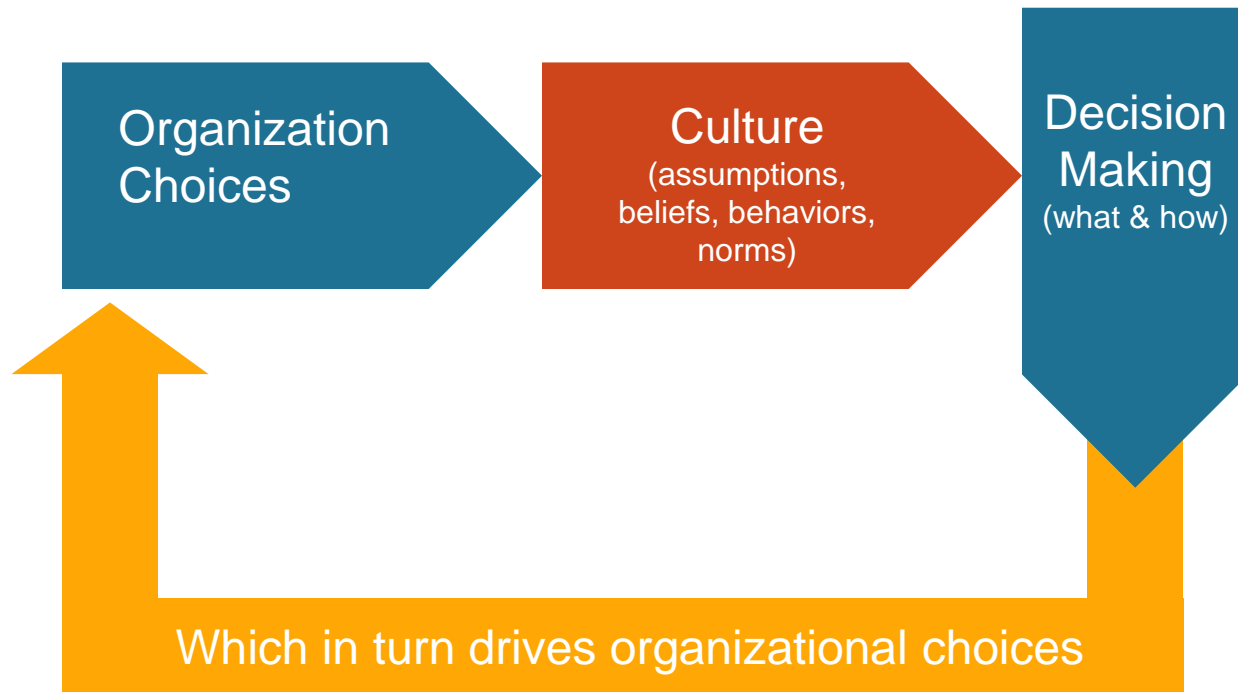 Organization
Choices
Culture
(assumptions,
beliefs, behaviors,
norms)
Decision
Making
(what & how)
Which in turn drives organizational choices